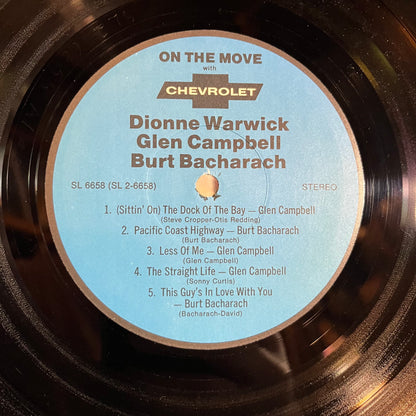 ON THE MOVE
with
CHEVROLET
Dionne Warwick
Glen Campbell
Burt Bacharach
SL 6658 (SL 2-6658) STEREO
1. (Sittin' On) The Dock Of The Bay — Glen Campbell
(Steve Cropper-Otis Redding)
2. Pacific Coast Highway — Burt Bacharach
(Burt Bacharach)
3. Less Of Me — Glen Campbell
(Glen Campbell)
4. The Straight Life — Glen Campbell
(Sonny Curtis)
5. This Guy's In Love With You
— Burt Bacharach
(Bacharach-David)